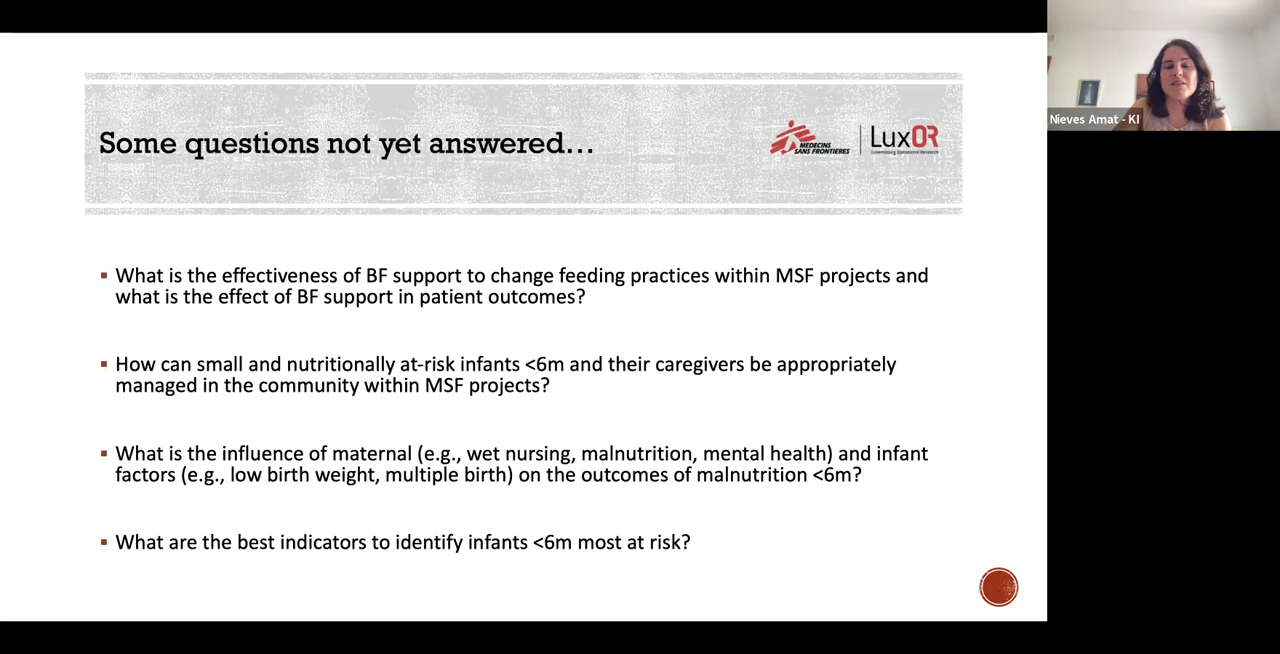 Some questions not yet answered...
MEDECINS
SANS FRONTIERES
LuxOR
Luxembourg Operational Research
Nieves Amat - KI
▪ What is the effectiveness of BF support to change feeding practices within MSF projects and
what is the effect of BF support in patient outcomes?
▪ How can small and nutritionally at-risk infants <6m and their caregivers be appropriately
managed in the community within MSF projects?
▪ What is the influence of maternal (e.g., wet nursing, malnutrition, mental health) and infant
factors (e.g., low birth weight, multiple birth) on the outcomes of malnutrition <6m?
▪ What are the best indicators to identify infants <6m most at risk?